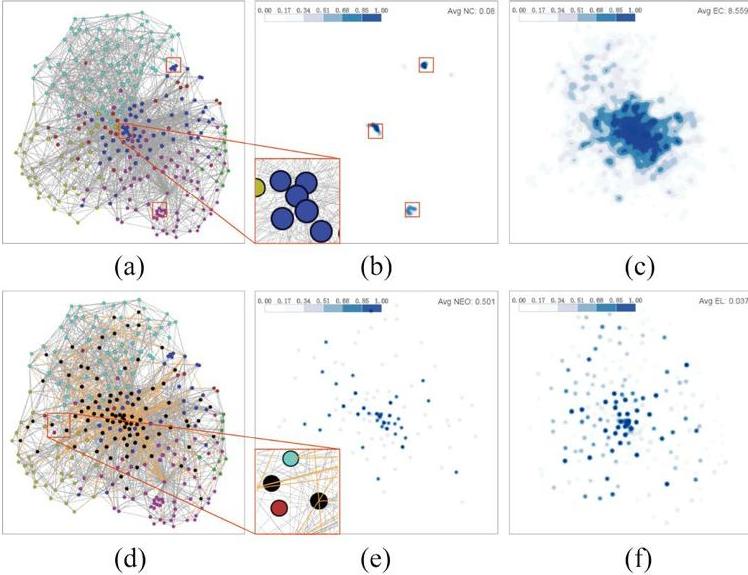 0.00 0.17 0.34 0.51 0.68 0.85 1.00 Avg NC: 0.08
0.00 0.17 0.34 0.51 0.68 0.85 1.00 Avg EC: 8.559
(a) (b) (c)
0.00 0.17 0.34 0.51 0.68 0.85 1.00 Avg NEO: 0.501
0.00 0.17 0.34 0.51 0.68 0.85 1.00 Avg EL: 0.037
(d) (e) (f)